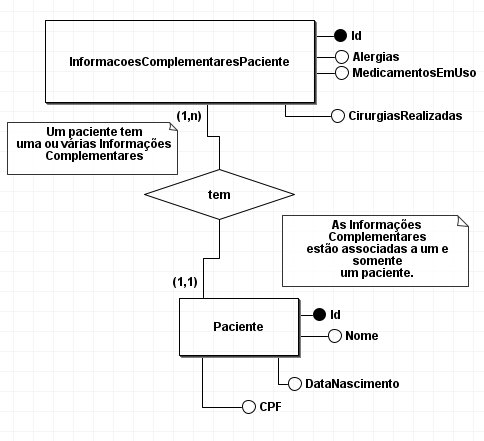 InformacoesComplementaresPaciente
Id
Alergias
MedicamentosEmUso
CirurgiasRealizadas
(1,n)
Um paciente tem
uma ou várias Informações
Complementares
tem
As Informações
Complementares
estão associadas a um e
somente
um paciente.
(1,1)
Paciente
Id
Nome
DataNascimento
CPF